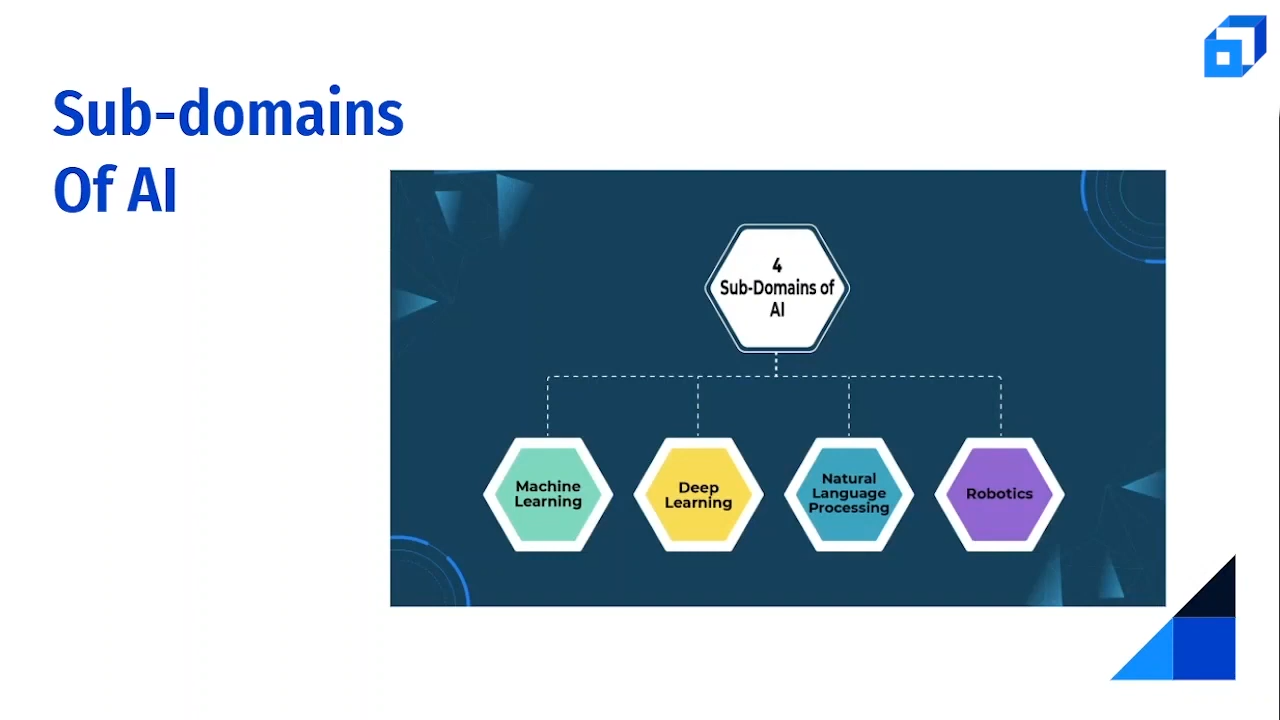 Sub-domains
Of AI
4
Sub-Domains of
AI
Machine
Learning
Deep
Learning
Natural
Language
Processing
Robotics